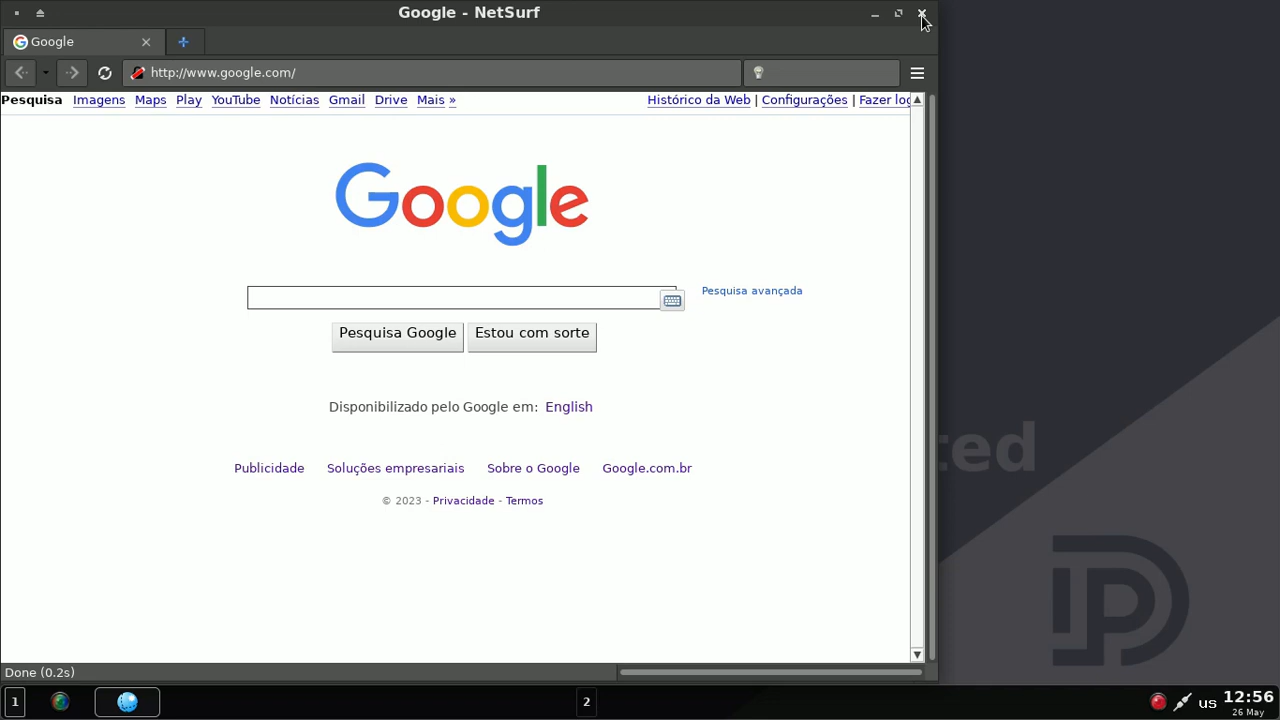 Google - NetSurf
Google
http://www.google.com/
Pesquisa Imagens Maps Play YouTube Notícias Gmail Drive Mais » Histórico da Web | Configurações | Fazer log
Google
Pesquisa avançada
Pesquisa Google Estou com sorte
Disponibilizado pelo Google em: English
Publicidade Soluções empresariais Sobre o Google Google.com.br
© 2023 - Privacidade - Termos
ted
Done (0.2s)
1 2 us 12:56
26 May